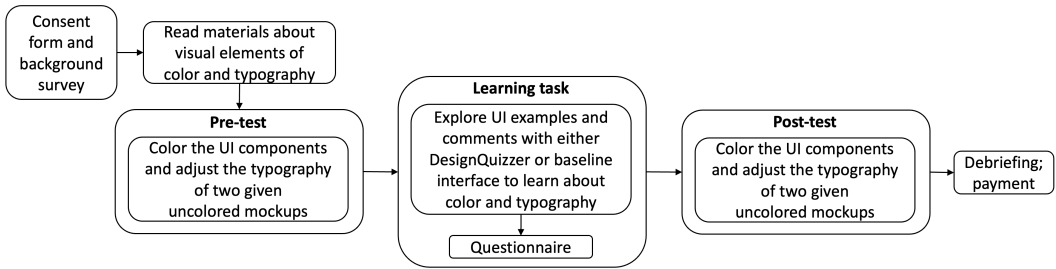 Consent
form and
background
survey
Read materials about
visual elements of
color and typography
Pre-test
Color the UI components
and adjust the typography
of two given
uncolored mockups
Learning task
Explore UI examples and
comments with either
DesignQuizzer or baseline
interface to learn about
color and typography
Questionnaire
Post-test
Color the UI components
and adjust the typography
of two given
uncolored mockups
Debriefing;
payment